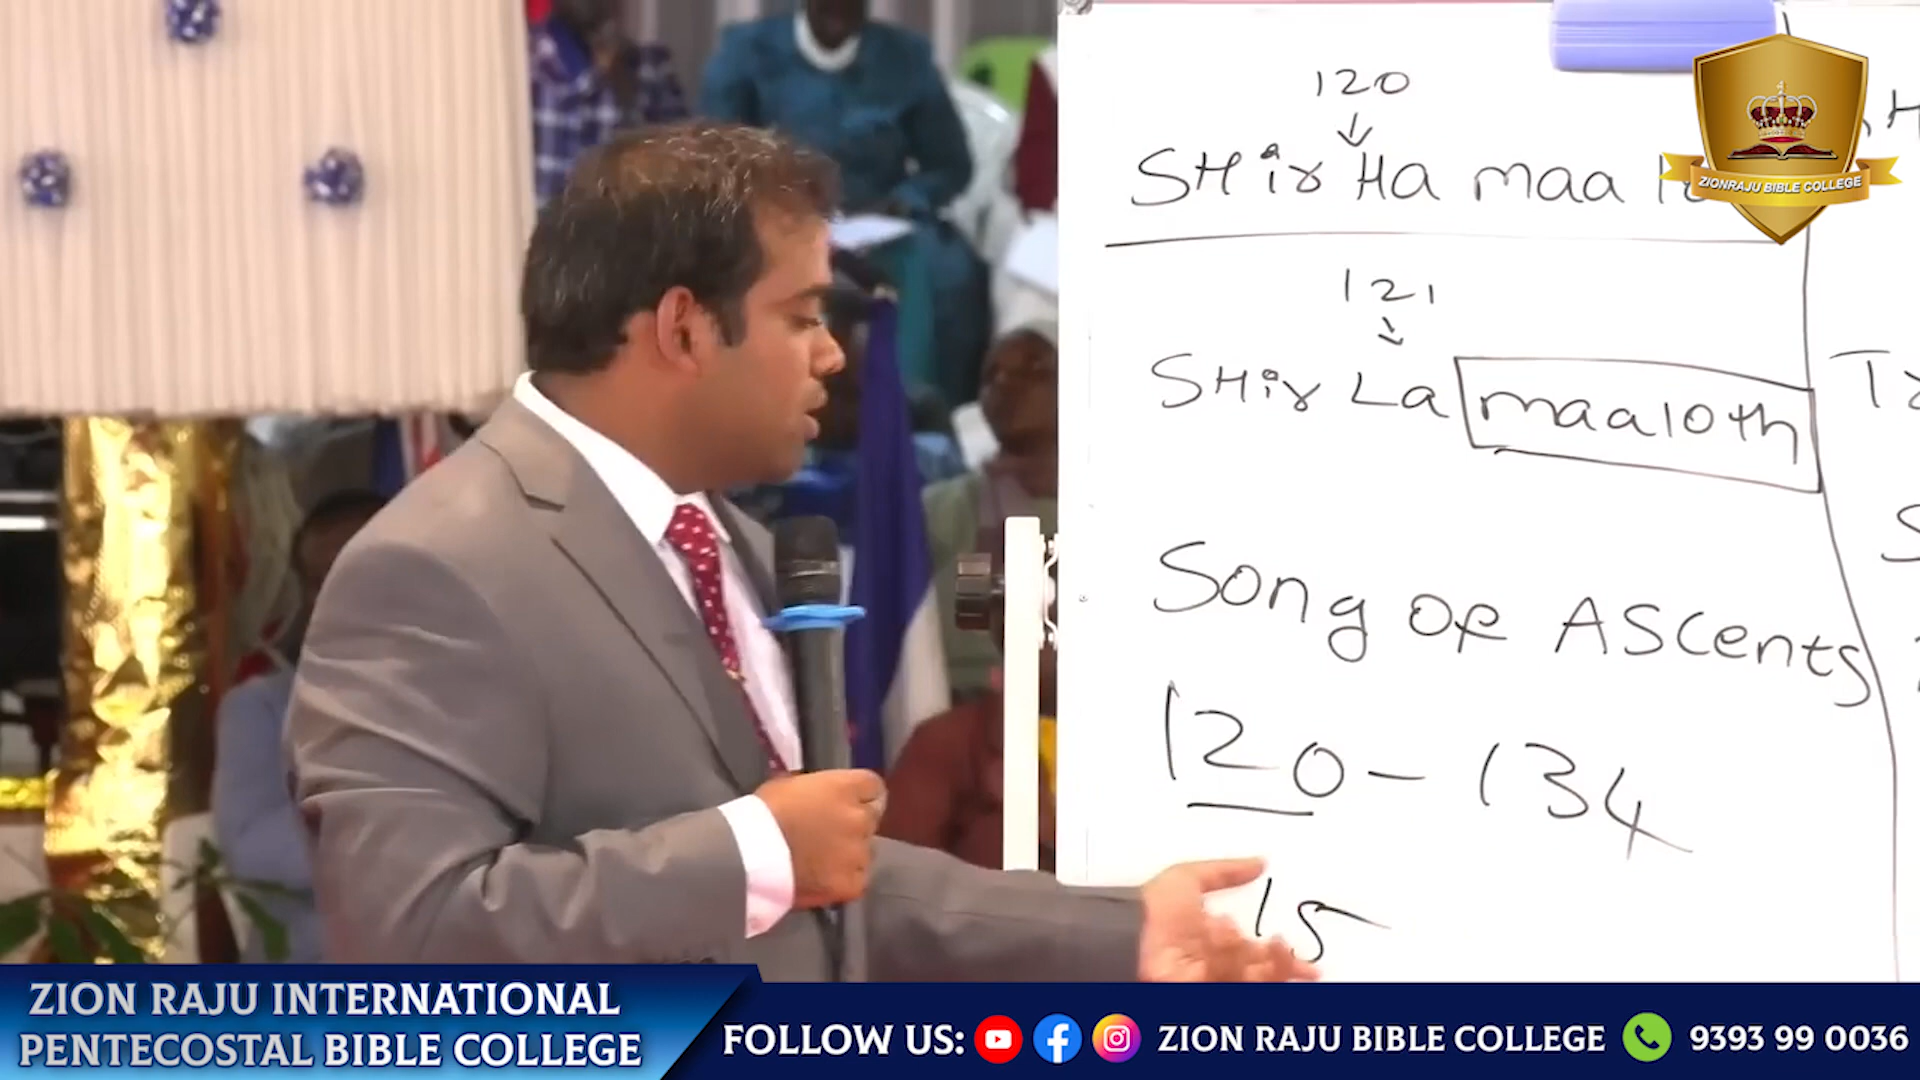 120
SHir Ha maa lo
121
SHir La maaloth
Song OF ASCents
120 - 134
15
ZIONRAJU BIBLE COLLEGE
ZION RAJU INTERNATIONAL
PENTECOSTAL BIBLE COLLEGE
FOLLOW US: ZION RAJU BIBLE COLLEGE 9393 99 0036